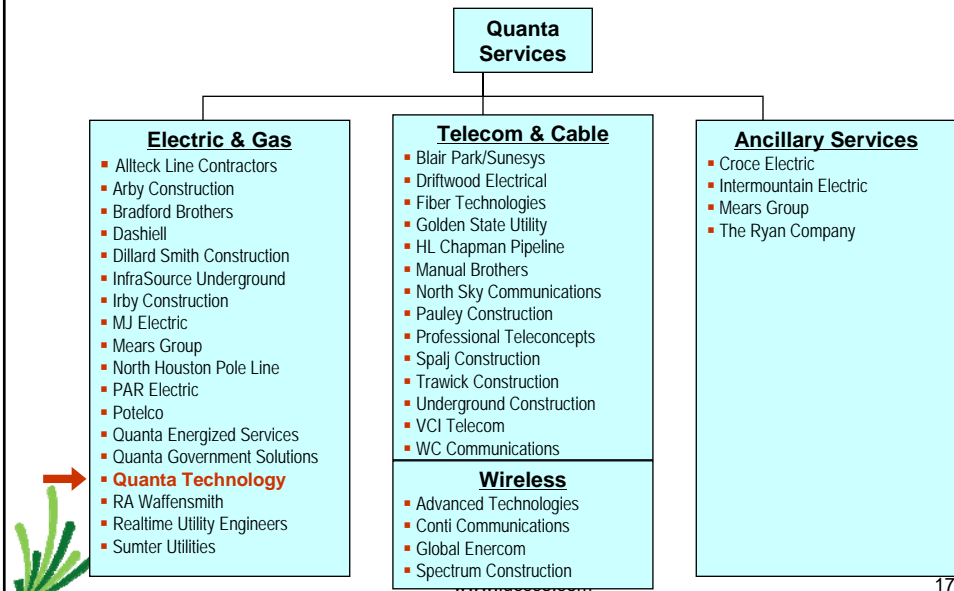 Quanta
Services
Electric & Gas
Allteck Line Contractors
Arby Construction
Bradford Brothers
Dashiell
Dillard Smith Construction
InfraSource Underground
Irby Construction
MJ Electric
Mears Group
North Houston Pole Line
PAR Electric
Potelco
Quanta Energized Services
Quanta Government Solutions
Quanta Technology
RA Waffensmith
Realtime Utility Engineers
Sumter Utilities
Telecom & Cable
Blair Park/Sunesys
Driftwood Electrical
Fiber Technologies
Golden State Utility
HL Chapman Pipeline
Manual Brothers
North Sky Communications
Pauley Construction
Professional Teleconcepts
Spalj Construction
Trawick Construction
Underground Construction
VCI Telecom
WC Communications
Wireless
Advanced Technologies
Conti Communications
Global Enercom
Spectrum Construction
Ancillary Services
Croce Electric
Intermountain Electric
Mears Group
The Ryan Company
17